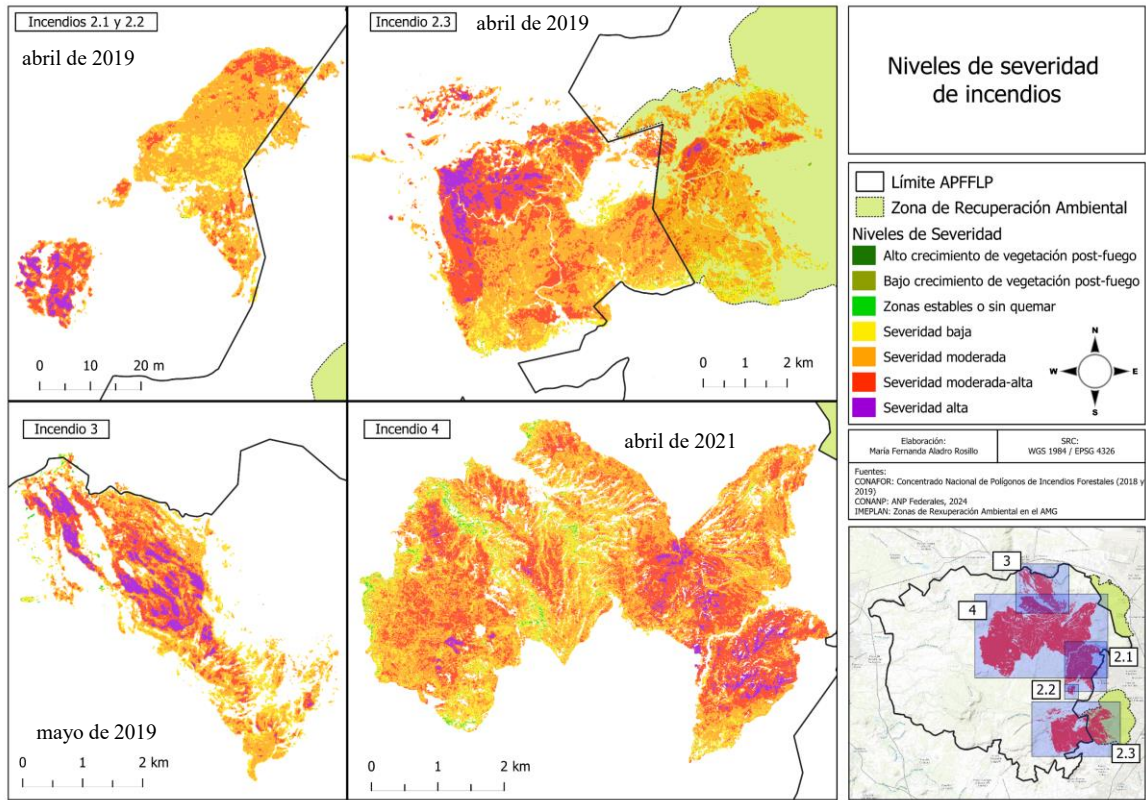 Incendios 2.1 y 2.2
abril de 2019
0 10 20 m
Incendio 2.3
abril de 2019
0 1 2 km
Incendio 3
mayo de 2019
0 1 2 km
Incendio 4
abril de 2021
0 1 2 km
Niveles de severidad
de incendios
Límite APFFLP
Zona de Recuperación Ambiental
Niveles de Severidad
Alto crecimiento de vegetación post-fuego
Bajo crecimiento de vegetación post-fuego
Zonas estables o sin quemar
Severidad baja
Severidad moderada
Severidad moderada-alta
Severidad alta
N
W E
S
Elaboración:
María Fernanda Aladro Rosillo
SRC:
WGS 1984 / EPSG 4326
Fuentes:
CONAFOR: Concentrado Nacional de Polígonos de Incendios Forestales (2018 y
2019)
CONANP: ANP Federales, 2024
IMEPLAN: Zonas de Rexuperación Ambiental en el AMG
3
4
2.1
2.2
2.3